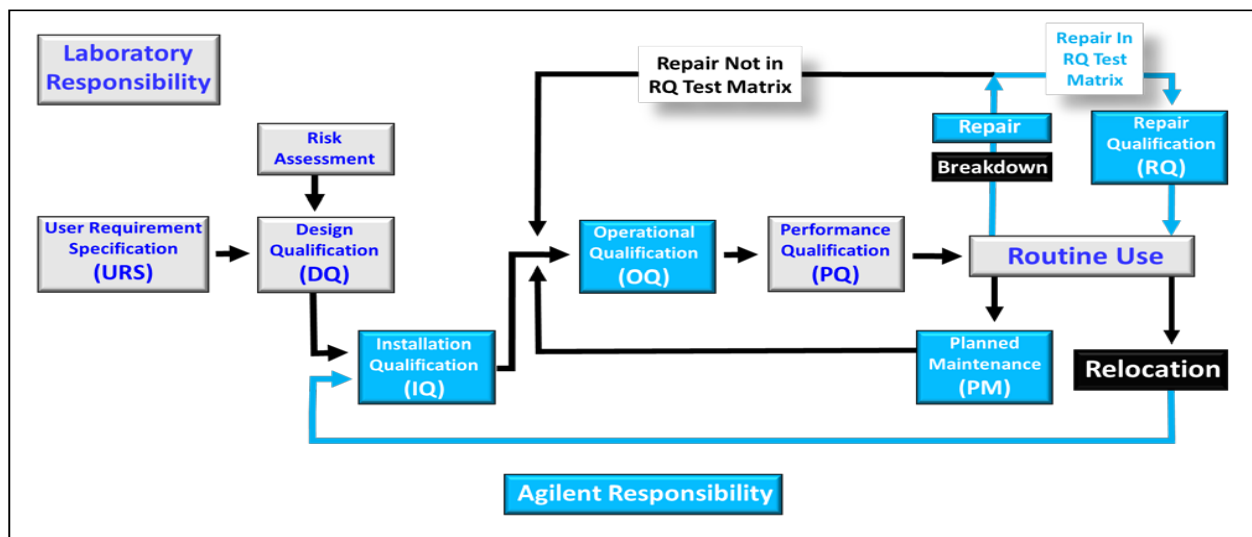 Laboratory
Responsibility
Repair Not in
RQ Test Matrix
Repair In
RQ Test
Matrix
Risk
Assessment
Repair
Breakdown
Repair
Qualification
(RQ)
User Requirement
Specification
(URS)
Design
Qualification
(DQ)
Operational
Qualification
(OQ)
Performance
Qualification
(PQ)
Routine Use
Installation
Qualification
(IQ)
Planned
Maintenance
(PM)
Relocation
Agilent Responsibility